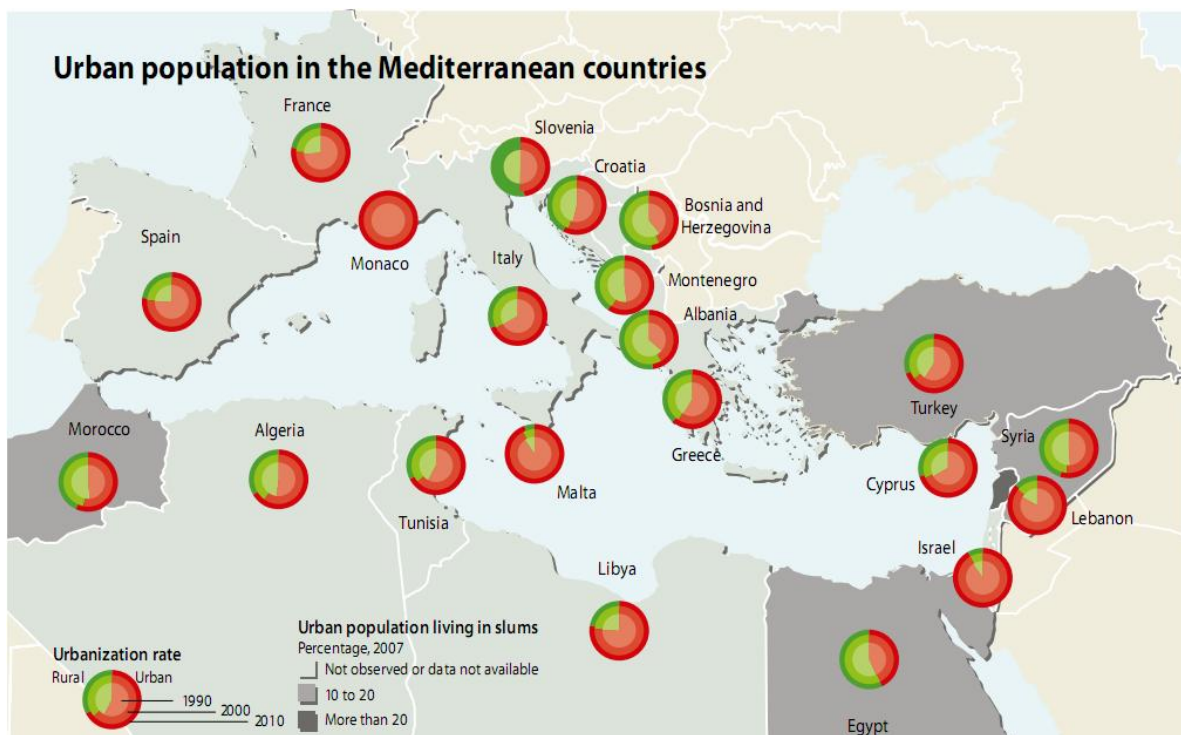 Urban population in the Mediterranean countries
France
Slovenia
Croatia
Bosnia and
Herzegovina
Spain
Monaco
Italy
Montenegro
Albania
Turkey
Morocco
Algeria
Greece
Syria
Cyprus
Malta
Tunisia
Lebanon
Israel
Libya
Egypt
Urbanization rate
Rural
Urban
1990
2000
2010
Urban population living in slums
Percentage, 2007
Not observed or data not available
10 to 20
More than 20